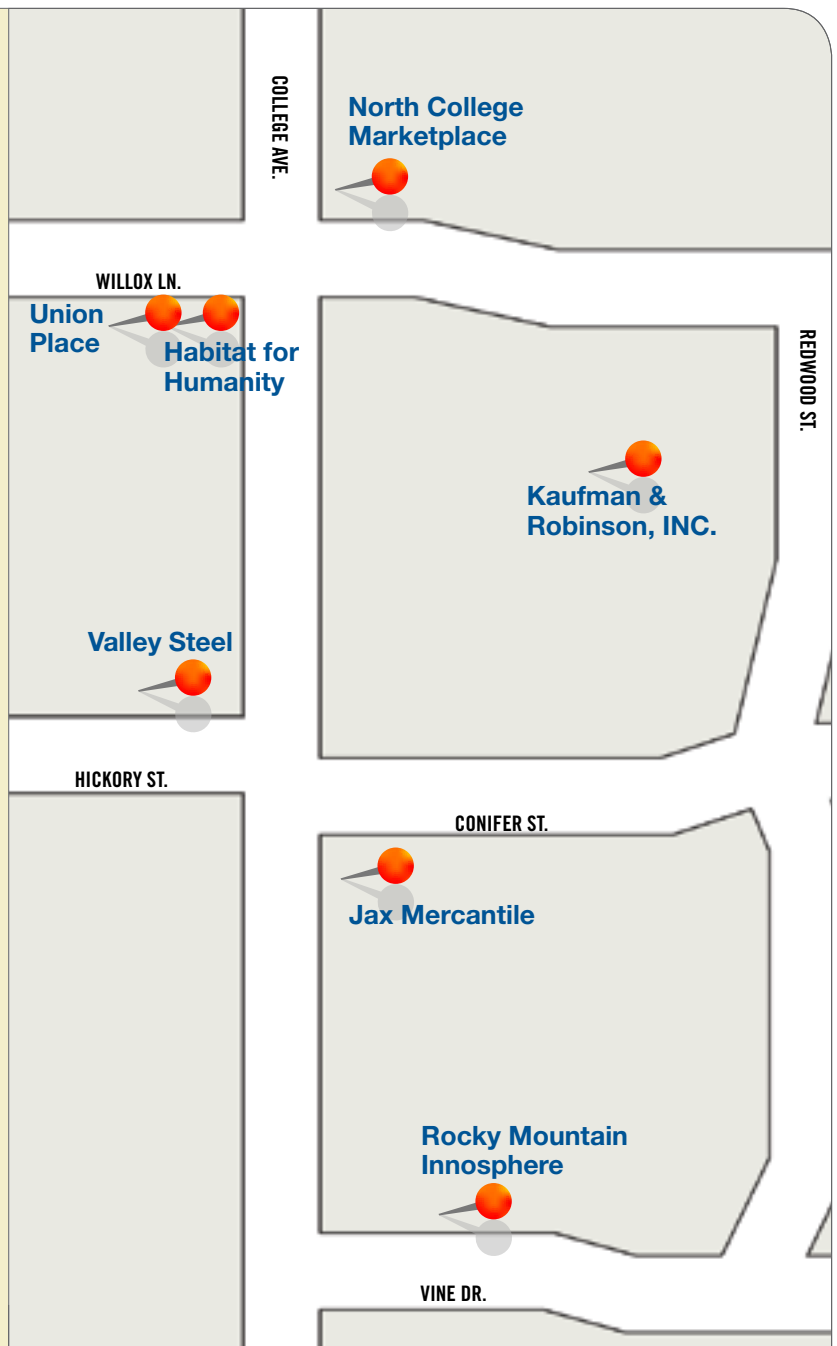 COLLEGE AVE.
North College
Marketplace
WILLOX LN.
Union
Place
Habitat for
Humanity
REDWOOD ST.
Kaufman &
Robinson, INC.
Valley Steel
HICKORY ST.
CONIFER ST.
Jax Mercantile
Rocky Mountain
Innosphere
VINE DR.